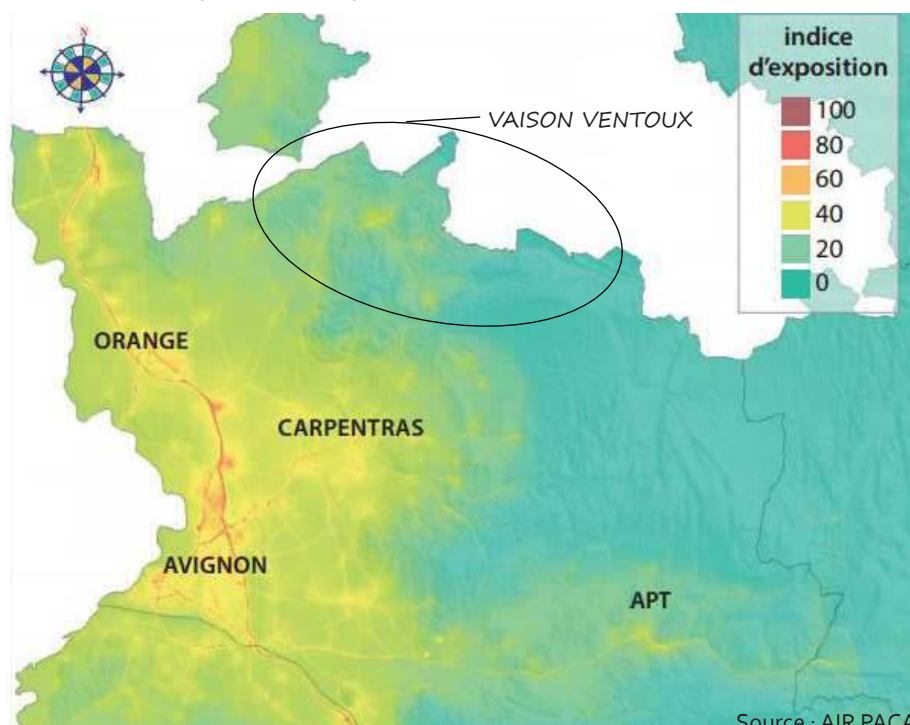 N
indice
d'exposition
100
80
60
40
20
0
VAISON VENTOUX
ORANGE
CARPENTRAS
AVIGNON
APT
Source : AIR PACA